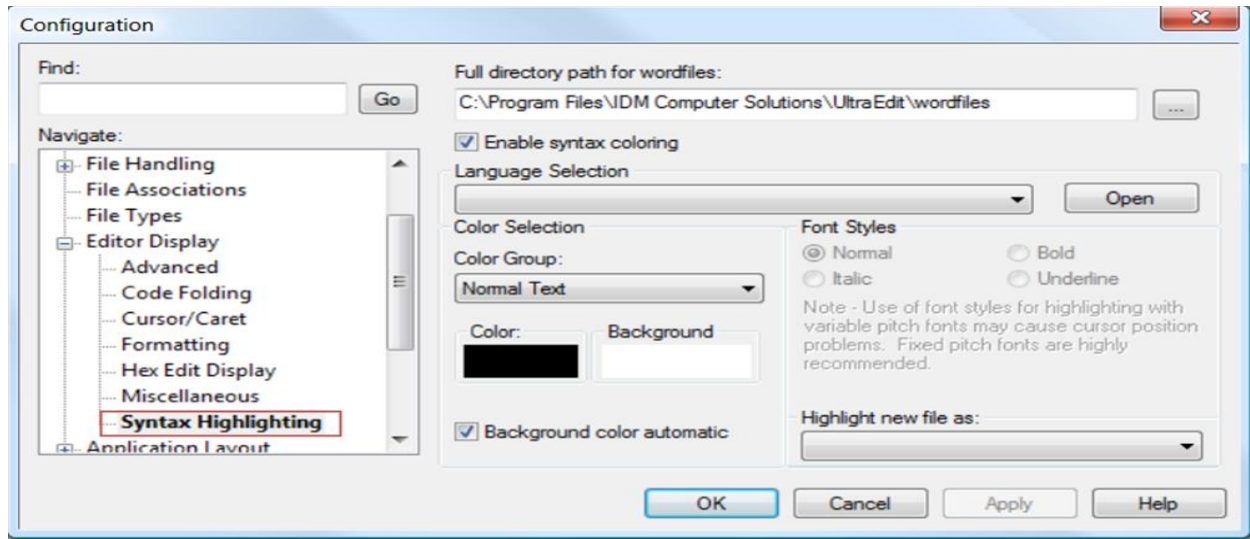 Configuration
Find:
Go
Navigate:
File Handling
File Associations
File Types
Editor Display
Advanced
Code Folding
Cursor/Caret
Formatting
Hex Edit Display
Miscellaneous
Syntax Highlighting
Application Layout
Full directory path for wordfiles:
C:\Program Files\IDM Computer Solutions\UltraEdit\wordfiles
...
Enable syntax coloring
Language Selection
Open
Color Selection
Color Group:
Normal Text
Color:
Background
Background color automatic
Font Styles
Normal
Bold
Italic
Underline
Note - Use of font styles for highlighting with
variable pitch fonts may cause cursor position
problems. Fixed pitch fonts are highly
recommended.
Highlight new file as:
OK
Cancel
Apply
Help